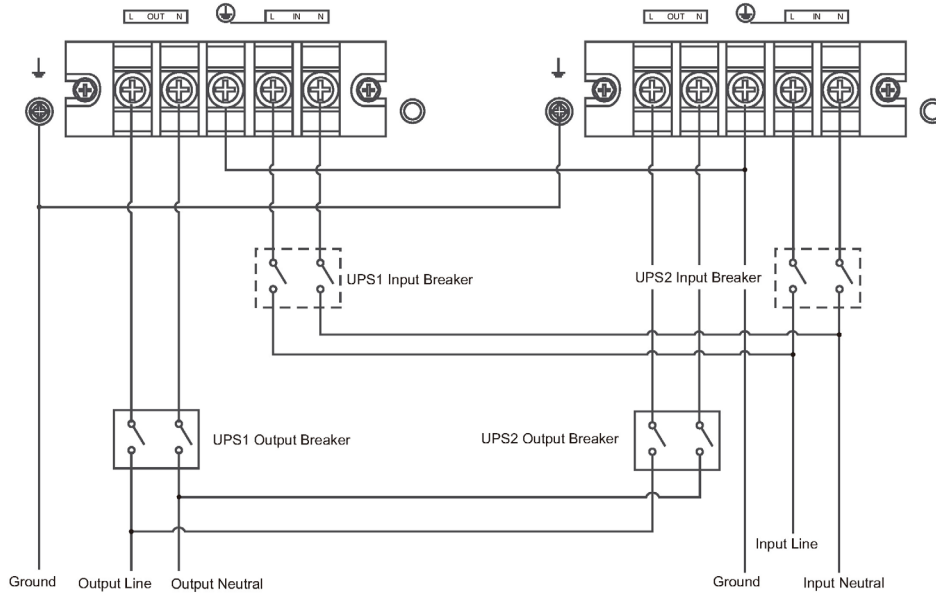 L OUT N
L IN N
L OUT N
L IN N
UPS1 Input Breaker
UPS2 Input Breaker
UPS1 Output Breaker
UPS2 Output Breaker
Input Line
Ground
Output Line
Output Neutral
Ground
Input Neutral